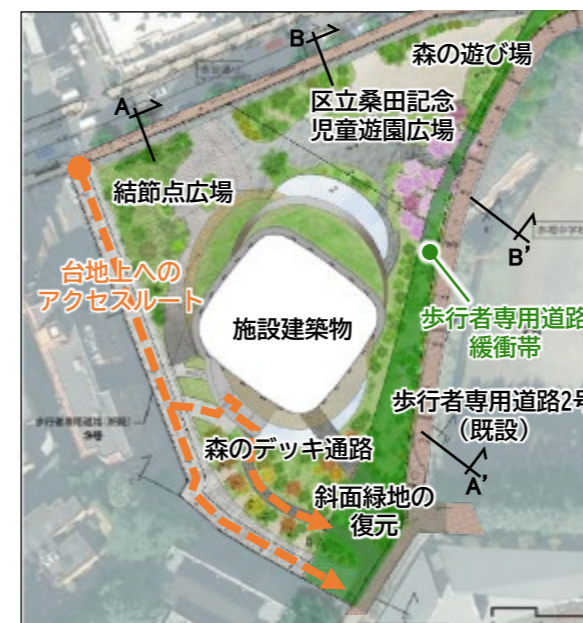 B
森の遊び場
区立桑田記念
児童遊園広場
A
結節点広場
B'
台地上への
アクセスルート
施設建築物
歩行者専用道路
緩衝帯
歩行者専用道路2号
（既設）
森のデッキ通路
A'
斜面緑地の
復元